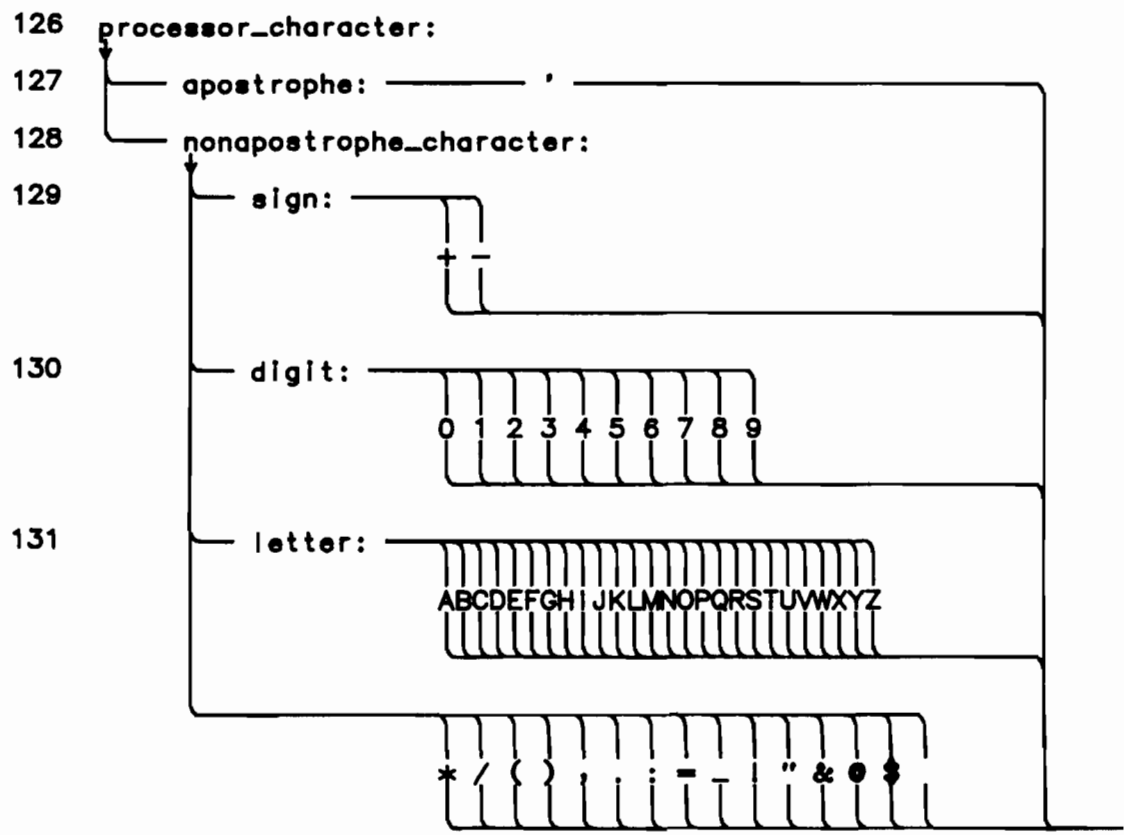 126 processor_character:
127 apostrophe: '
128 nonapostrophe_character:
129 sign:
+ -
130 digit:
0 1 2 3 4 5 6 7 8 9
131 letter:
ABCDEFGHIJKLMNOPQRSTUVWXYZ
* / ( ) , . : = _ | " & @ $